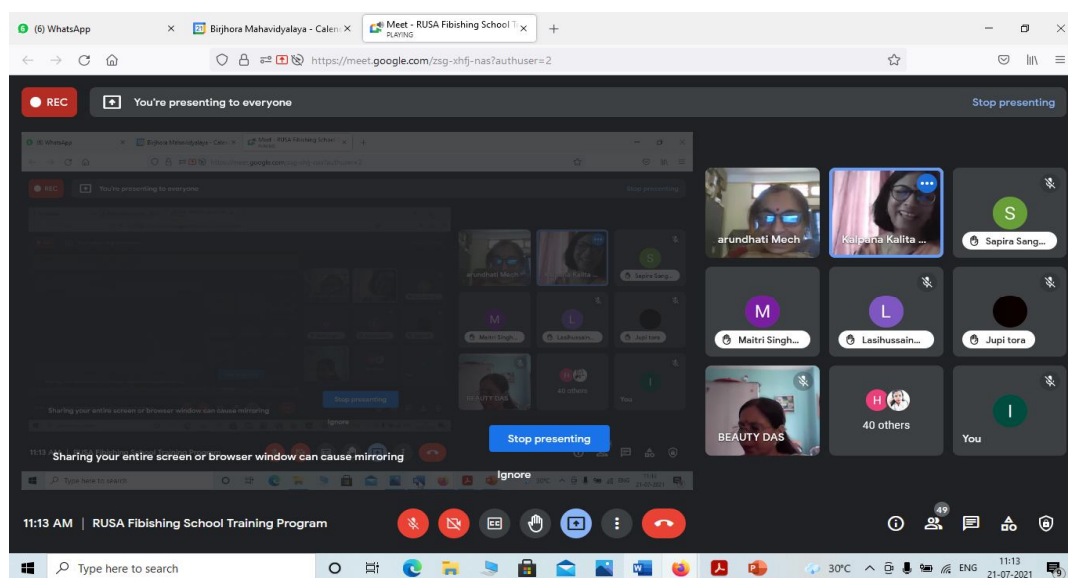 (6) WhatsApp
Birjhora Mahavidyalaya - Calend
Meet - RUSA Fibishing School T
PLAYING
https://meet.google.com/zsg-xhfj-nas?authuser=2
REC
You're presenting to everyone
Stop presenting
arundhati Mech
Kalpana Kalita ...
S
Sapira Sang...
M
Maitri Singh...
L
Lasihussain...
Jupi tora
BEAUTY DAS
H
40 others
I
You
Stop presenting
Sharing your entire screen or browser window can cause mirroring
Ignore
11:13 AM | RUSA Fibishing School Training Program
CC
49
Type here to search
30°C
ENG
11:13
21-07-2021
9